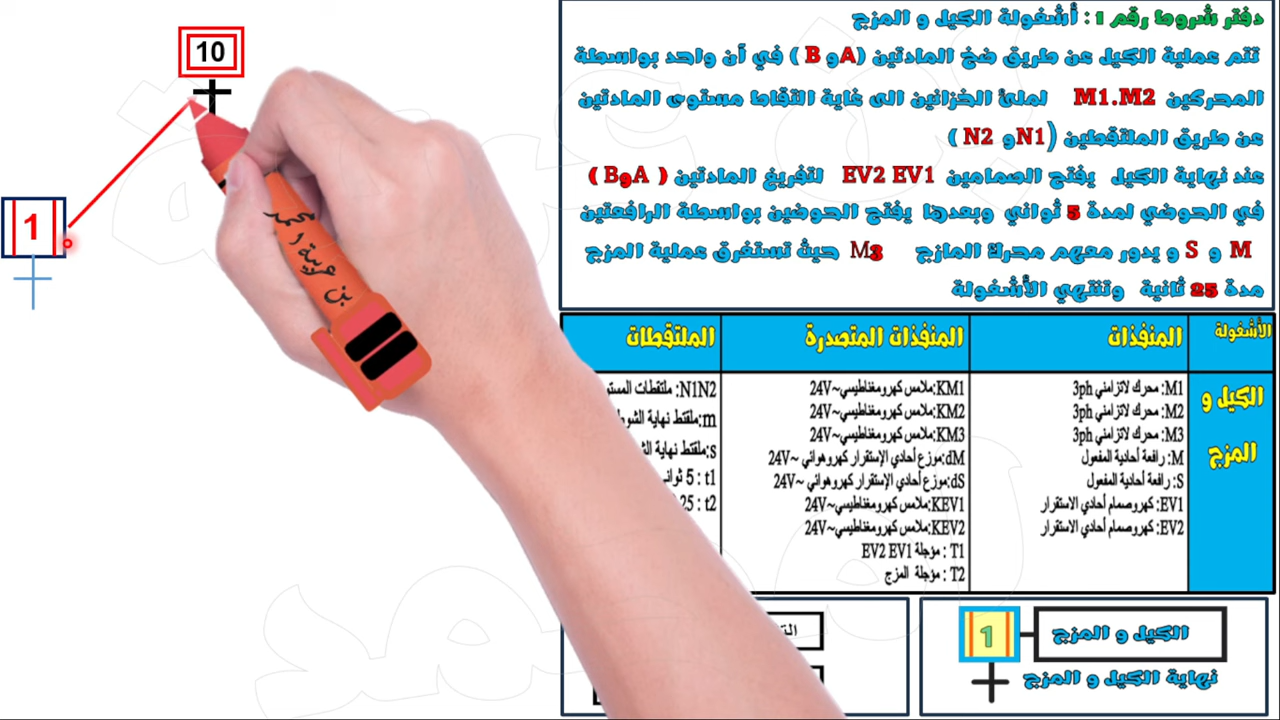 10
1
دفتر شروط رقم 1 : أشغولة الكيل و المزج
تتم عملية الكيل عن طريق ضخ المادتين (A و B ) في آن واحد بواسطة
المحركين M1.M2 لملئ الخزانين الى غاية التقاط مستوى المادتين
عن طريق الملتقطين (N1 و N2 )
عند نهاية الكيل يفتح الصمامين EV2 EV1 لتفريغ المادتين ( A و B )
في الحوضي لمدة 5 ثواني وبعدها يفتح الحوضين بواسطة الرافعتين
M و S و يدور معهم محرك المازج M3 حيث تستغرق عملية المزج
مدة 25 ثانية وتنتهي الأشغولة
الأشغولة
المنفذات
المنفذات المتصدرة
الملتقطات
الكيل و
المزج
M1: محرك لاتزامني 3ph
M2: محرك لاتزامني 3ph
M3: محرك لاتزامني 3ph
M: رافعة أحادية المفعول
S: رافعة أحادية المفعول
EV1: كهروصمام أحادي الاستقرار
EV2: كهروصمام أحادي الاستقرار
KM1:ملامس كهرومغناطيسي~24V
KM2:ملامس كهرومغناطيسي~24V
KM3:ملامس كهرومغناطيسي~24V
dM:موزع أحادي الإستقرار كهروهوائي ~24V
dS:موزع أحادي الإستقرار كهروهوائي ~24V
KEV1:ملامس كهرومغناطيسي~24V
KEV2:ملامس كهرومغناطيسي~24V
T1 : مؤجلة EV2 EV1
T2 : مؤجلة المزج
N1N2: ملتقطات
m:ملتقط نهاية
s:ملتقط نهاية
t1 : 5
t2 : 25
1
الكيل و المزج
نهاية الكيل و المزج
بن عريبة